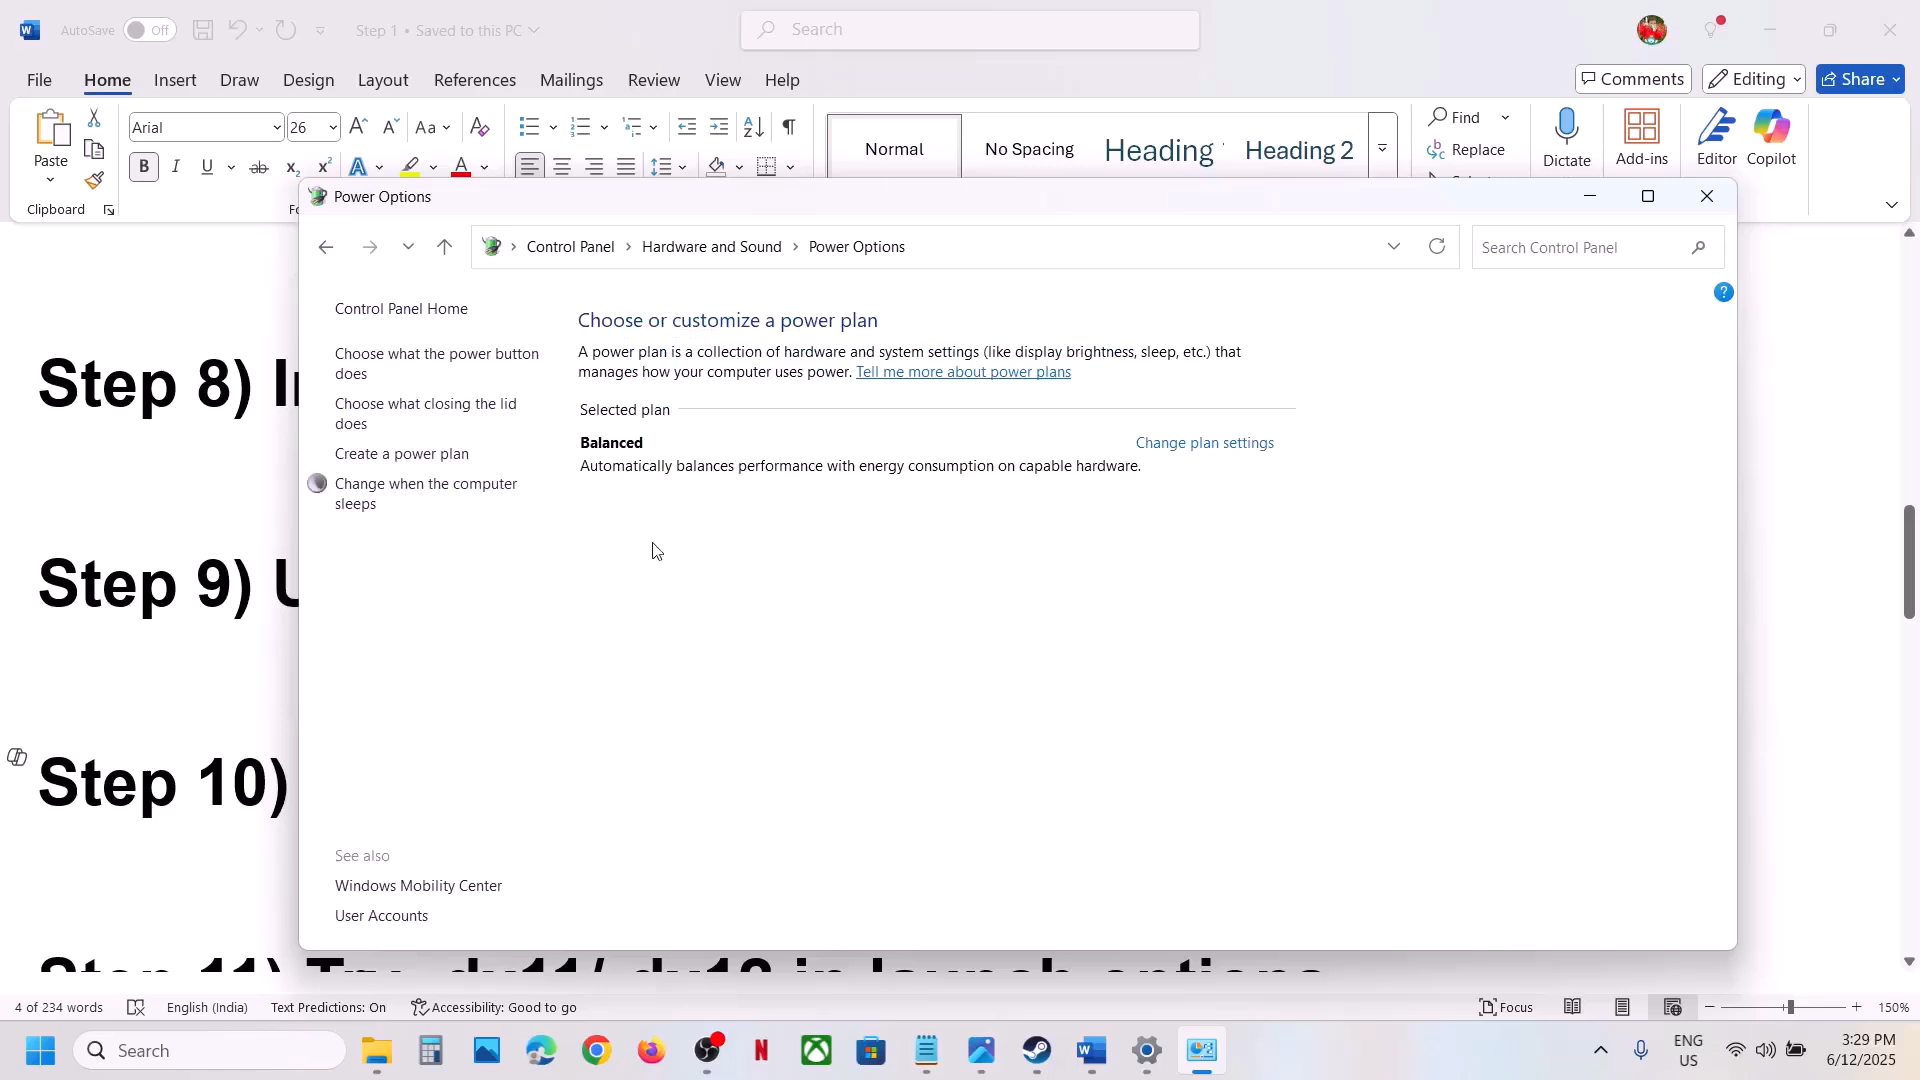 AutoSave Off
Step 1 • Saved to this PC
Search
File Home Insert Draw Design Layout References Mailings Review View Help
Comments Editing Share
Paste
Clipboard
Arial 26
Normal No Spacing Heading Heading 2
Find
Replace
Dictate Add-ins Editor Copilot
Power Options
Control Panel Hardware and Sound Power Options
Search Control Panel
Control Panel Home
Choose what the power button
does
Choose what closing the lid
does
Create a power plan
Change when the computer
sleeps
See also
Windows Mobility Center
User Accounts
Choose or customize a power plan
A power plan is a collection of hardware and system settings (like display brightness, sleep, etc.) that
manages how your computer uses power. Tell me more about power plans
Selected plan
Balanced Change plan settings
Automatically balances performance with energy consumption on capable hardware.
Step 8)
Step 9)
Step 10)
4 of 234 words English (India) Text Predictions: On Accessibility: Good to go Focus 150%
Search
ENG
US
3:29 PM
6/12/2025